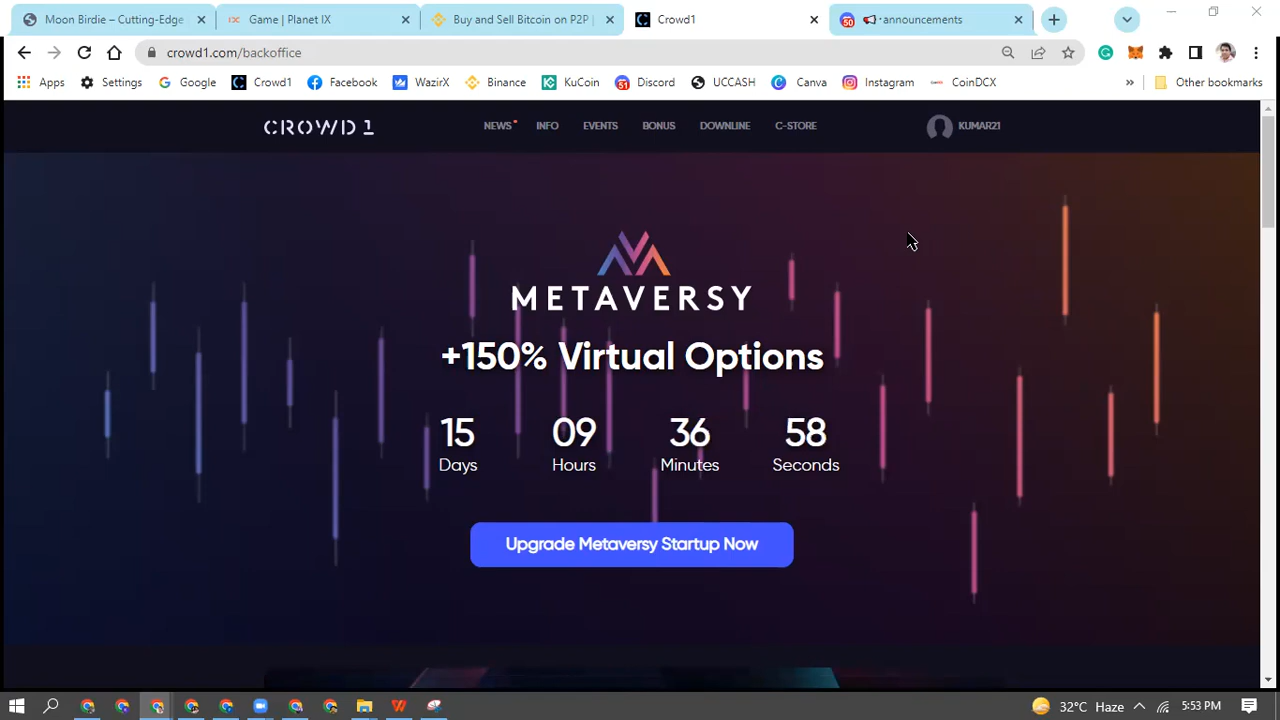 Moon Birdie – Cutting-Edge
Game | Planet IX
Buy and Sell Bitcoin on P2P |
Crowd1
50
announcements
crowd1.com/backoffice
Apps
Settings
Google
Crowd1
Facebook
WazirX
Binance
KuCoin
51
Discord
UCCASH
Canva
Instagram
CoinDCX
»
Other bookmarks
CROWD 1
NEWS
INFO
EVENTS
BONUS
DOWNLINE
C-STORE
KUMAR21
METAVERSY
+150% Virtual Options
15 09 36 58
Days Hours Minutes Seconds
Upgrade Metaversy Startup Now
32°C Haze
5:53 PM